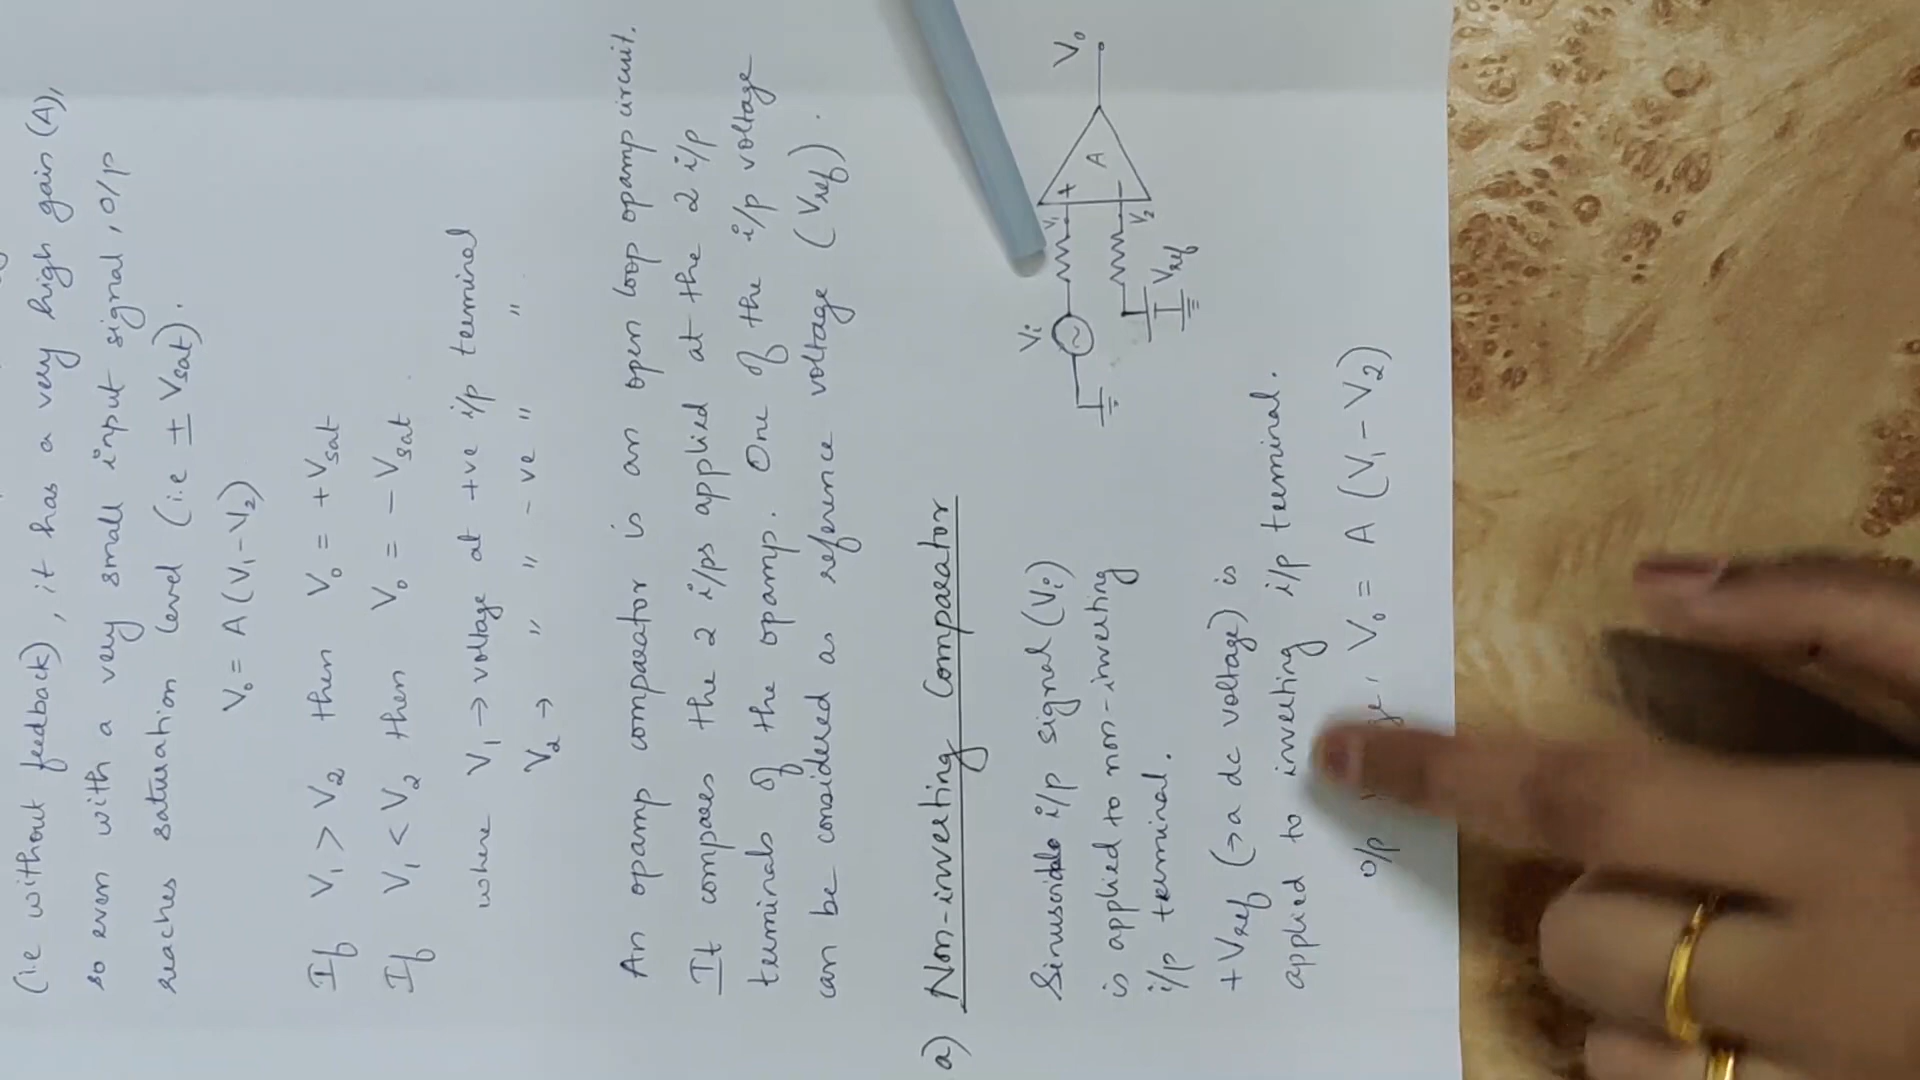 (ie without feedback), it has a very high gain (A),
so even with a very small input signal, o/p
reaches saturation level (i.e ± Vsat).
V₀ = A (V₁ - V₂)
If V₁ > V₂ then V₀ = + Vsat
If V₁ < V₂ then V₀ = - Vsat
where V₁ → voltage at +ve i/p terminal
V₂ → " " -ve " "
An opamp comparator is an open loop opamp circuit.
It compares the 2 i/ps applied at the 2 i/p
terminals of the opamp. One of the i/p voltage
can be considered as reference voltage (Vref).
a) Non-inverting Comparator
Sinusoidal i/p signal (Vi)
is applied to non-inverting
i/p terminal.
+Vref (→a dc voltage) is
applied to inverting i/p terminal.
o/p V₀ = A (V₁ - V₂)
Vi
V₁
+
A
-
V₂
Vref
V₀